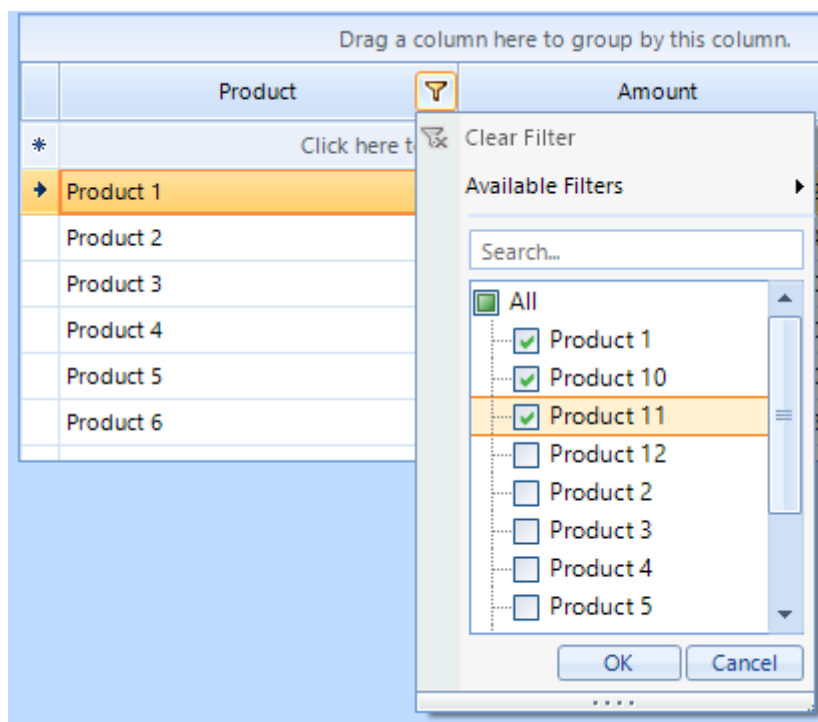 Drag a column here to group by this column.
Product Amount
Click here t
Clear Filter
Product 1
Available Filters
Product 2
Search...
Product 3
All
Product 4
Product 1
Product 5
Product 10
Product 6
Product 11
Product 12
Product 2
Product 3
Product 4
Product 5
OK Cancel